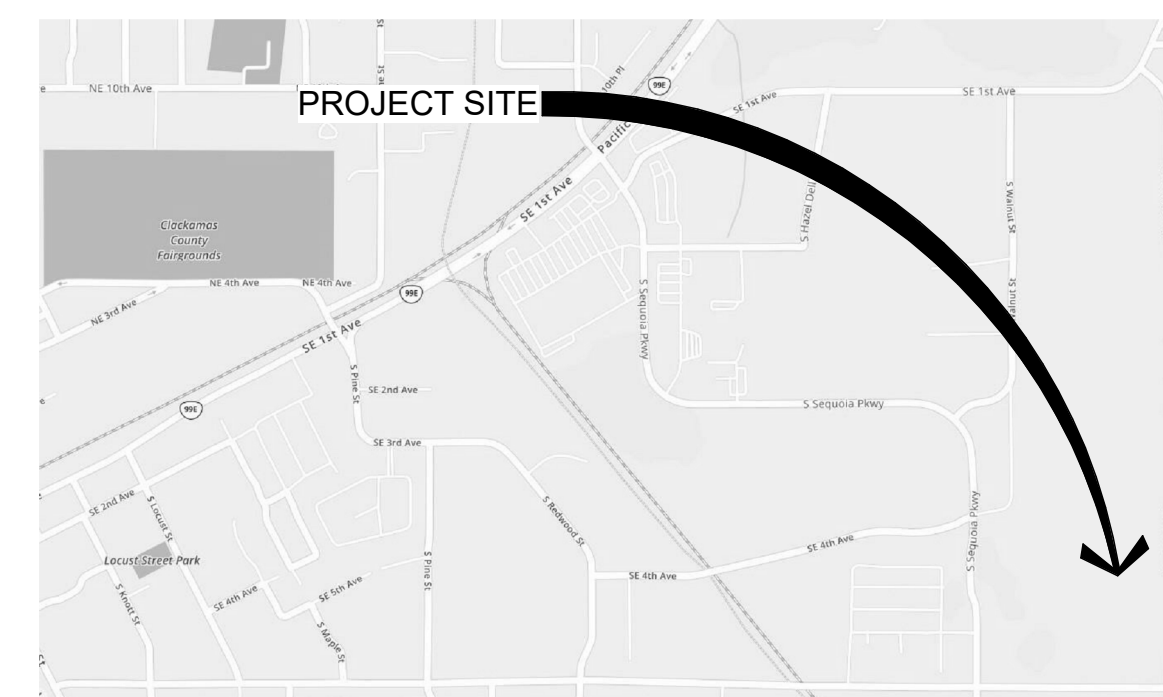 NE 10th Ave
PROJECT SITE
10th Pl
99E
SE 1st Ave
SE 1st Ave
Pacific
SE 1st Ave
S Hazel Dell
S Walnut St
Clackamas
County
Fairgrounds
NE 4th Ave
NE 4th Ave
99E
NE 3rd Ave
SE 1st Ave
S Sequoia Pkwy
S Pine St
SE 2nd Ave
99E
S Sequoia Pkwy
SE 3rd Ave
SE 2nd Ave
S Locust St
S Redwood St
S Sequoia Pkwy
SE 4th Ave
Locust Street Park
S Pine St
SE 4th Ave
SE 5th Ave
SE 4th Ave
S Knott St
S Maple St